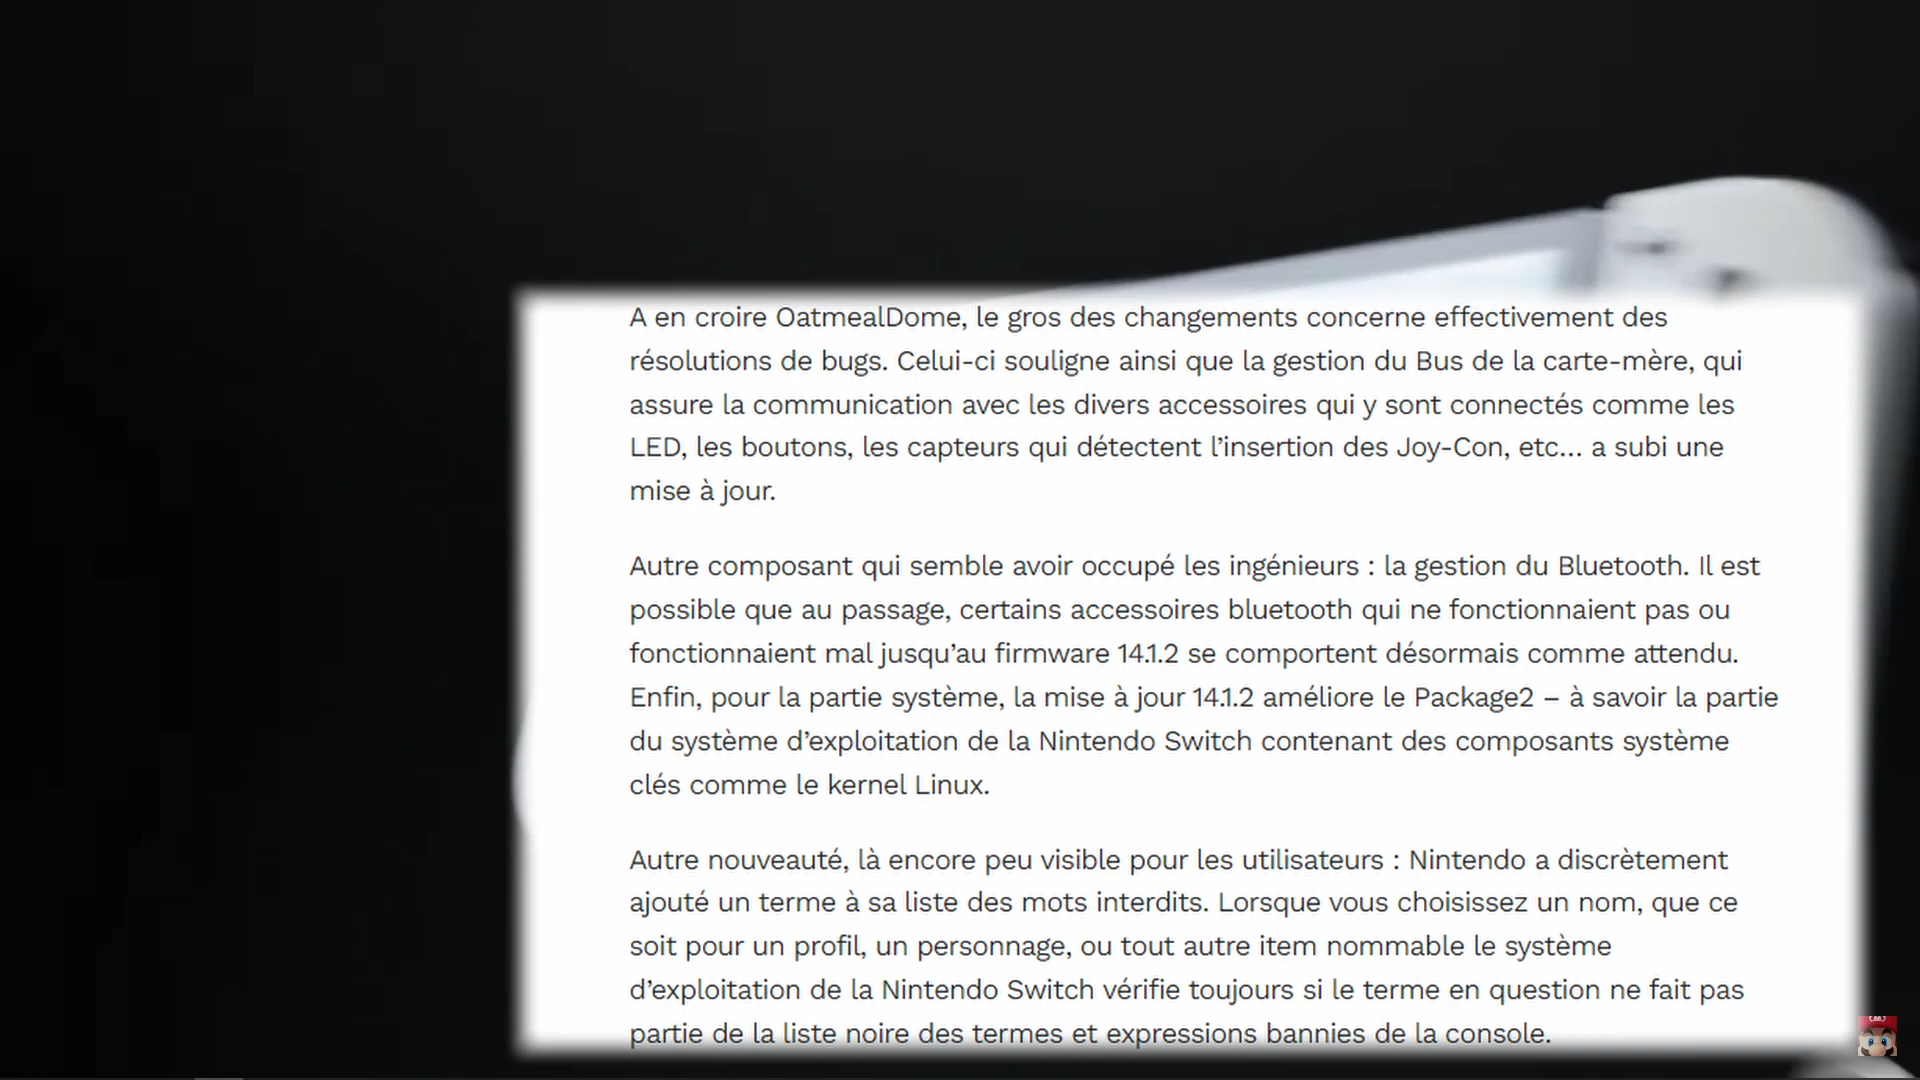 A en croire OatmealDome, le gros des changements concerne effectivement des
résolutions de bugs. Celui-ci souligne ainsi que la gestion du Bus de la carte-mère, qui
assure la communication avec les divers accessoires qui y sont connectés comme les
LED, les boutons, les capteurs qui détectent l’insertion des Joy-Con, etc… a subi une
mise à jour.
Autre composant qui semble avoir occupé les ingénieurs : la gestion du Bluetooth. Il est
possible que au passage, certains accessoires bluetooth qui ne fonctionnaient pas ou
fonctionnaient mal jusqu’au firmware 14.1.2 se comportent désormais comme attendu.
Enfin, pour la partie système, la mise à jour 14.1.2 améliore le Package2 – à savoir la partie
du système d’exploitation de la Nintendo Switch contenant des composants système
clés comme le kernel Linux.
Autre nouveauté, là encore peu visible pour les utilisateurs : Nintendo a discrètement
ajouté un terme à sa liste des mots interdits. Lorsque vous choisissez un nom, que ce
soit pour un profil, un personnage, ou tout autre item nommable le système
d’exploitation de la Nintendo Switch vérifie toujours si le terme en question ne fait pas
partie de la liste noire des termes et expressions bannies de la console.